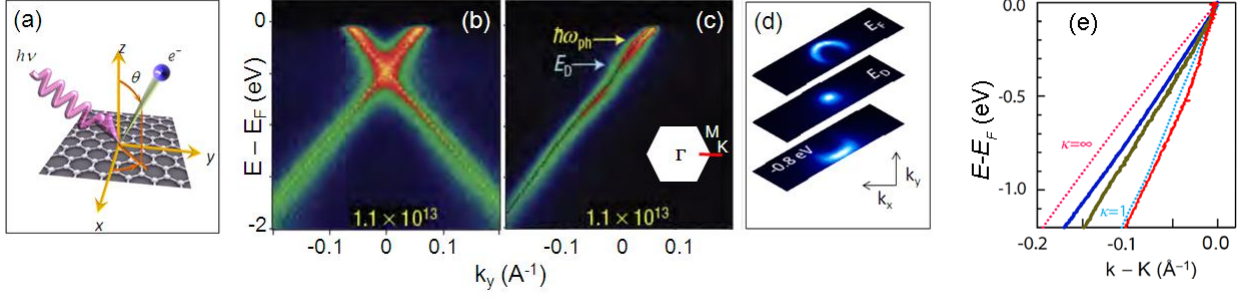 (a)
hν
z
θ
e⁻
y
x
E − E_F (eV)
0
-2
(b)
1.1 × 10¹³
-0.1
0
0.1
k_y (A⁻¹)
(c)
ħω_ph
E_D
M
K
Γ
1.1 × 10¹³
-0.1
0
0.1
(d)
E_F
E_D
-0.8 eV
k_y
k_x
(e)
E-E_F (eV)
0.0
-0.5
-1.0
κ=∞
κ=1
-0.2
-0.1
0.0
k − K (Å⁻¹)